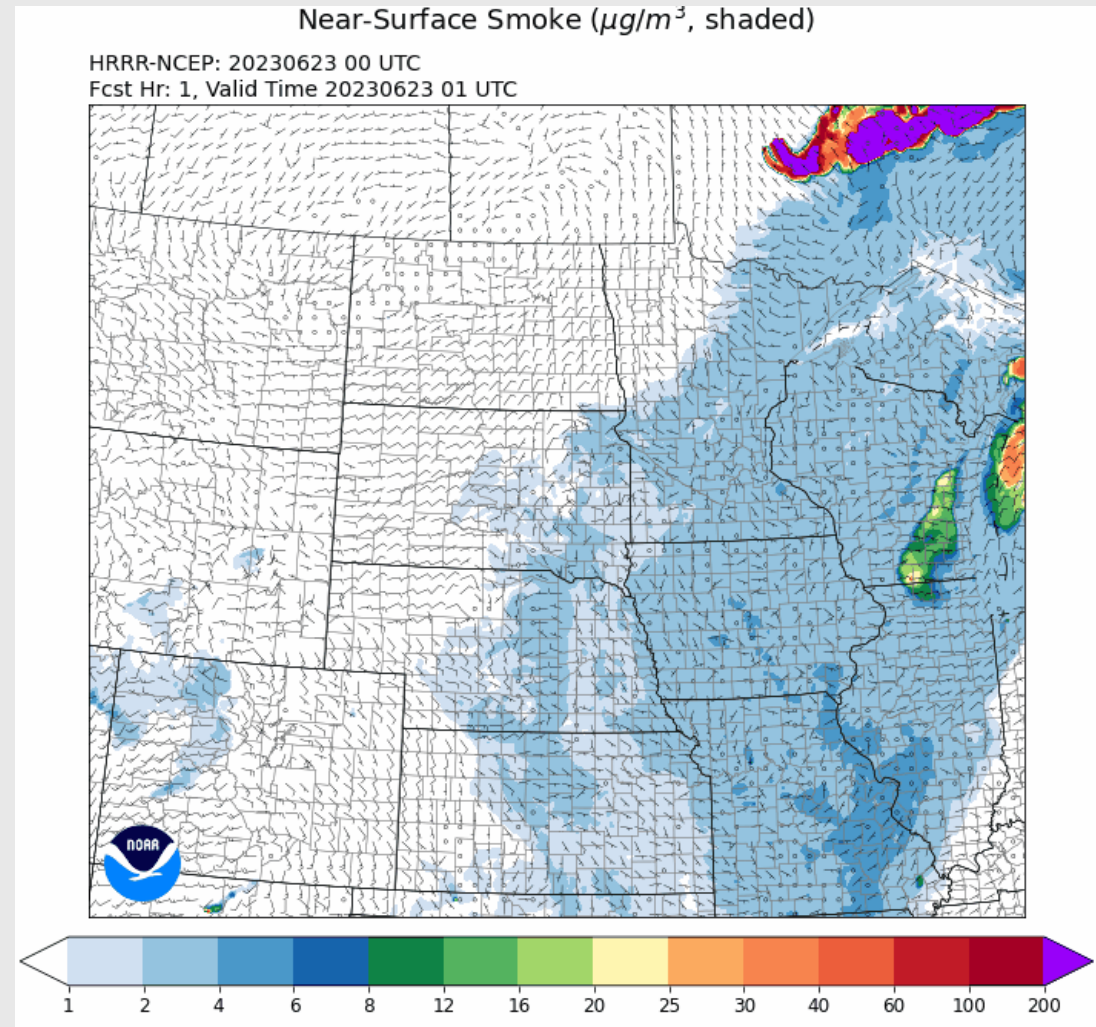 Near-Surface Smoke (μg/m³, shaded)
HRRR-NCEP: 20230623 00 UTC
Fcst Hr: 1, Valid Time 20230623 01 UTC
NOAA
1 2 4 6 8 12 16 20 25 30 40 60 100 200